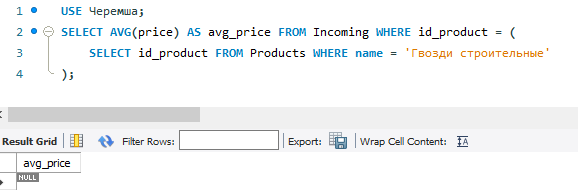 1 USE Черемша;
2 SELECT AVG(price) AS avg_price FROM Incoming WHERE id_product = (
3 SELECT id_product FROM Products WHERE name = 'Гвозди строительные'
4 );
Result Grid Filter Rows: Export: Wrap Cell Content:
avg_price
NULL